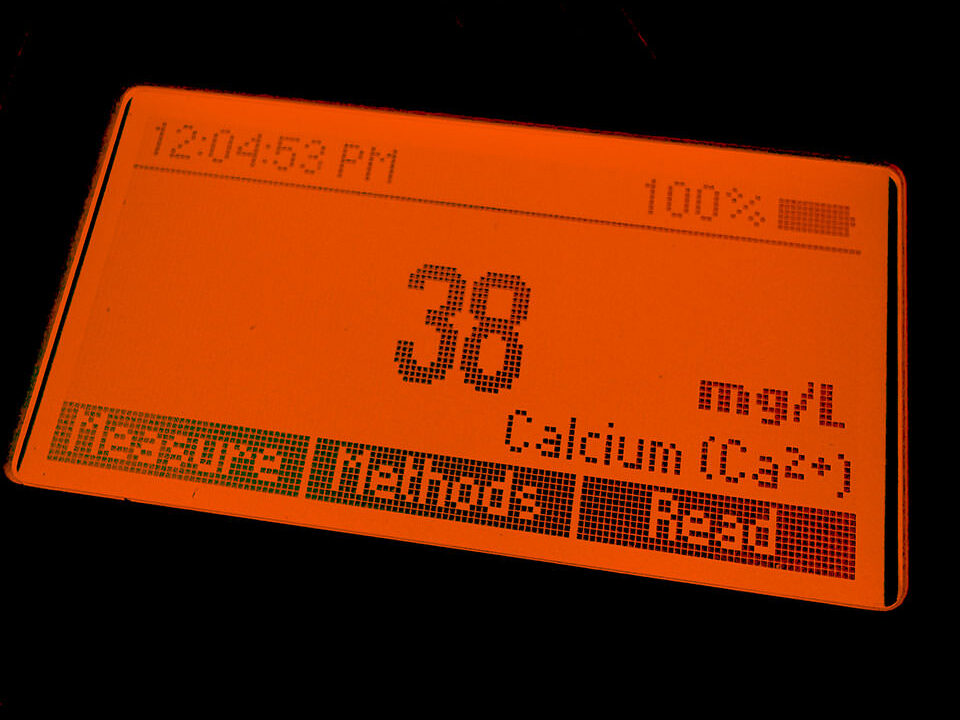 12:04:53 PM 100%
38
mg/L
Calcium (Ca²⁺)
Measure Methods Read